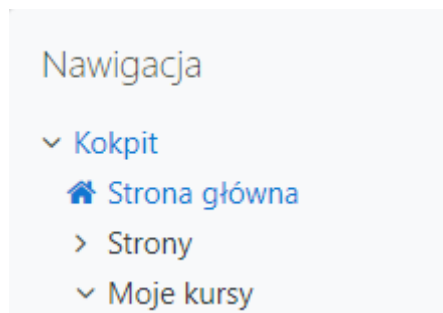 Nawigacja
Kokpit
Strona główna
Strony
Moje kursy